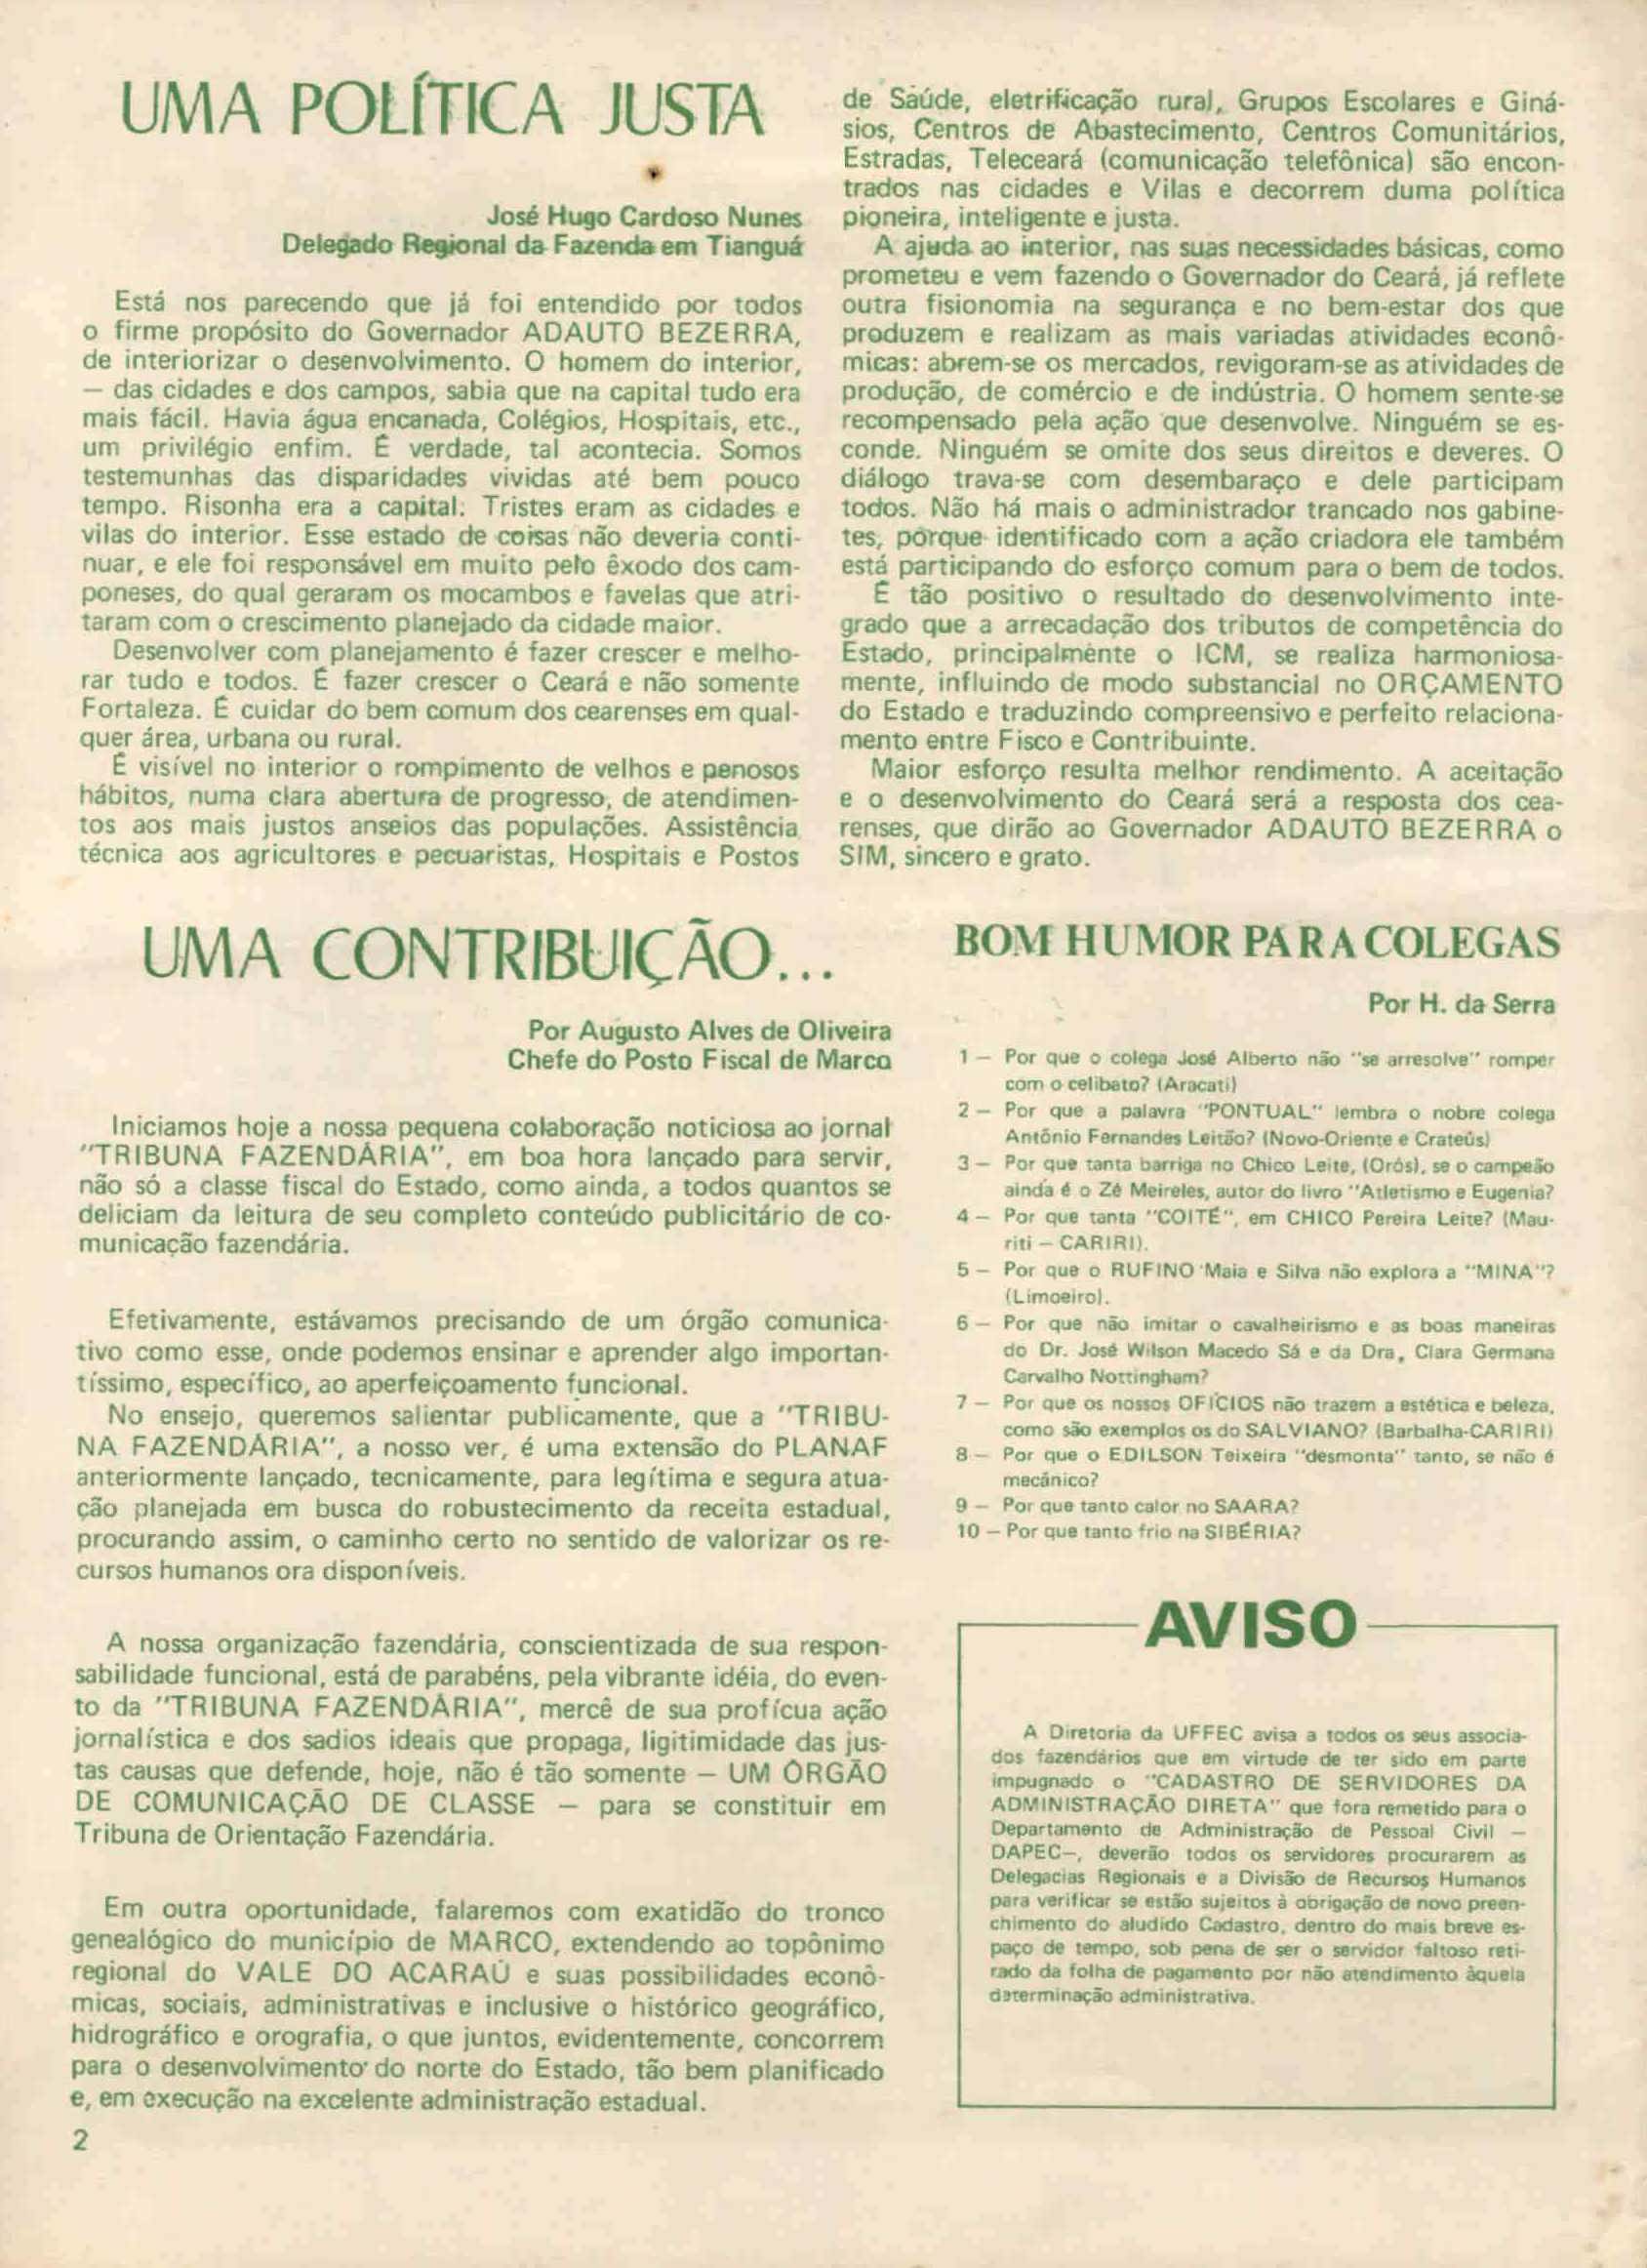 UMA POLÍTICA JUSTA
José Hugo Cardoso Nunes
Delegado Regional da Fazenda em Tianguá
Está nos parecendo que já foi entendido por todos
o firme propósito do Governador ADAUTO BEZERRA,
de interiorizar o desenvolvimento. O homem do interior,
— das cidades e dos campos, sabia que na capital tudo era
mais fácil. Havia água encanada, Colégios, Hospitais, etc.,
um privilégio enfim. É verdade, tal acontecia. Somos
testemunhas das disparidades vividas até bem pouco
tempo. Risonha era a capital. Tristes eram as cidades e
vilas do interior. Esse estado de coisas não deveria conti-
nuar, e ele foi responsável em muito pelo êxodo dos cam-
poneses, do qual geraram os mocambos e favelas que atri-
taram com o crescimento planejado da cidade maior.
Desenvolver com planejamento é fazer crescer e melho-
rar tudo e todos. É fazer crescer o Ceará e não somente
Fortaleza. É cuidar do bem comum dos cearenses em qual-
quer área, urbana ou rural.
É visível no interior o rompimento de velhos e penosos
hábitos, numa clara abertura de progresso, de atendimen-
tos aos mais justos anseios das populações. Assistência
técnica aos agricultores e pecuaristas, Hospitais e Postos
de Saúde, eletrificação rural, Grupos Escolares e Giná-
sios, Centros de Abastecimento, Centros Comunitários,
Estradas, Teleceará (comunicação telefônica) são encon-
trados nas cidades e Vilas e decorrem duma política
pioneira, inteligente e justa.
A ajuda ao interior, nas suas necessidades básicas, como
prometeu e vem fazendo o Governador do Ceará, já reflete
outra fisionomia na segurança e no bem-estar dos que
produzem e realizam as mais variadas atividades econô-
micas: abrem-se os mercados, revigoram-se as atividades de
produção, de comércio e de indústria. O homem sente-se
recompensado pela ação que desenvolve. Ninguém se es-
conde. Ninguém se omite dos seus direitos e deveres. O
diálogo trava-se com desembaraço e dele participam
todos. Não há mais o administrador trancado nos gabine-
tes, porque identificado com a ação criadora ele também
está participando do esforço comum para o bem de todos.
É tão positivo o resultado do desenvolvimento inte-
grado que a arrecadação dos tributos de competência do
Estado, principalmente o ICM, se realiza harmoniosa-
mente, influindo de modo substancial no ORÇAMENTO
do Estado e traduzindo compreensivo e perfeito relaciona-
mento entre Fisco e Contribuinte.
Maior esforço resulta melhor rendimento. A aceitação
e o desenvolvimento do Ceará será a resposta dos cea-
renses, que dirão ao Governador ADAUTO BEZERRA o
SIM, sincero e grato.
UMA CONTRIBUIÇÃO...
Por Augusto Alves de Oliveira
Chefe do Posto Fiscal de Marco
Iniciamos hoje a nossa pequena colaboração noticiosa ao jornal
"TRIBUNA FAZENDÁRIA", em boa hora lançado para servir,
não só a classe fiscal do Estado, como ainda, a todos quantos se
deliciam da leitura de seu completo conteúdo publicitário de co-
municação fazendária.
Efetivamente, estávamos precisando de um órgão comunica-
tivo como esse, onde podemos ensinar e aprender algo importan-
tíssimo, específico, ao aperfeiçoamento funcional.
No ensejo, queremos salientar publicamente, que a "TRIBU-
NA FAZENDÁRIA", a nosso ver, é uma extensão do PLANAF
anteriormente lançado, tecnicamente, para legítima e segura atua-
ção planejada em busca do robustecimento da receita estadual,
procurando assim, o caminho certo no sentido de valorizar os re-
cursos humanos ora disponíveis.
A nossa organização fazendária, conscientizada de sua respon-
sabilidade funcional, está de parabéns, pela vibrante idéia, do even-
to da "TRIBUNA FAZENDÁRIA", mercê de sua profícua ação
jornalística e dos sadios ideais que propaga, ligitimidade das jus-
tas causas que defende, hoje, não é tão somente — UM ÓRGÃO
DE COMUNICAÇÃO DE CLASSE — para se constituir em
Tribuna de Orientação Fazendária.
Em outra oportunidade, falaremos com exatidão do tronco
genealógico do município de MARCO, extendendo ao topônimo
regional do VALE DO ACARAÚ e suas possibilidades econô-
micas, sociais, administrativas e inclusive o histórico geográfico,
hidrográfico e orografia, o que juntos, evidentemente, concorrem
para o desenvolvimento do norte do Estado, tão bem planificado
e, em execução na excelente administração estadual.
2
BOM HUMOR PARA COLEGAS
Por H. da Serra
1 — Por que o colega José Alberto não "se arresolve" romper
com o celibato? (Aracati)
2 — Por que a palavra "PONTUAL" lembra o nobre colega
Antônio Fernandes Leitão? (Novo-Oriente e Crateús)
3 — Por que tanta barriga no Chico Leite, (Orós), se o campeão
ainda é o Zé Meireles, autor do livro "Atletismo e Eugenia?
4 — Por que tanta "COITÉ", em CHICO Pereira Leite? (Mau-
riti — CARIRI).
5 — Por que o RUFINO Maia e Silva não explora a "MINA"?
(Limoeiro).
6 — Por que não imitar o cavalheirismo e as boas maneiras
do Dr. José Wilson Macedo Sá e da Dra, Clara Germana
Carvalho Nottingham?
7 — Por que os nossos OFÍCIOS não trazem a estética e beleza,
como são exemplos os do SALVIANO? (Barbalha-CARIRI)
8 — Por que o EDILSON Teixeira "desmonta" tanto, se não é
mecânico?
9 — Por que tanto calor no SAARA?
10 — Por que tanto frio na SIBÉRIA?
AVISO
A Diretoria da UFFEC avisa a todos os seus associa-
dos fazendários que em virtude de ter sido em parte
impugnado o "CADASTRO DE SERVIDORES DA
ADMINISTRAÇÃO DIRETA" que fora remetido para o
Departamento de Administração de Pessoal Civil —
DAPEC—, deverão todos os servidores procurarem as
Delegacias Regionais e a Divisão de Recursos Humanos
para verificar se estão sujeitos à obrigação de novo preen-
chimento do aludido Cadastro, dentro do mais breve es-
paço de tempo, sob pena de ser o servidor faltoso reti-
rado da folha de pagamento por não atendimento àquela
determinação administrativa.